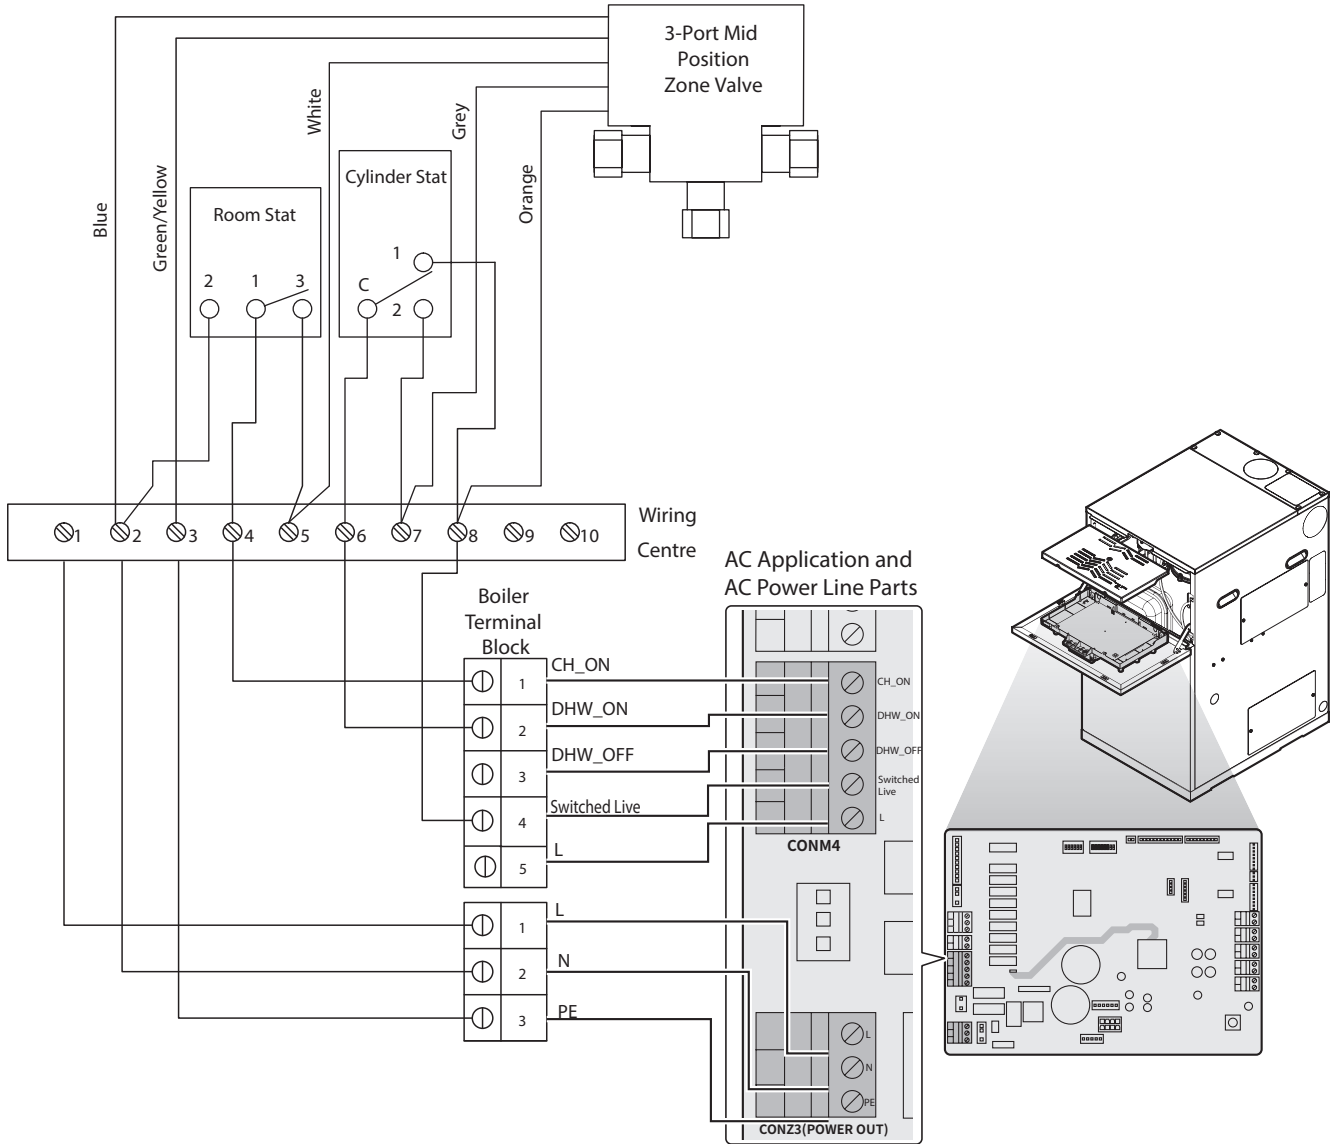 3-Port Mid
Position
Zone Valve
Blue
Green/Yellow
White
Grey
Orange
Room Stat
2 1 3
Cylinder Stat
1
C
2
1 2 3 4 5 6 7 8 9 10
Wiring
Centre
AC Application and
AC Power Line Parts
Boiler
Terminal
Block
1 CH_ON
2 DHW_ON
3 DHW_OFF
4 Switched Live
5 L
CH_ON
DHW_ON
DHW_OFF
Switched
Live
L
CONM4
1 L
2 N
3 PE
L
N
PE
CONZ3(POWER OUT)